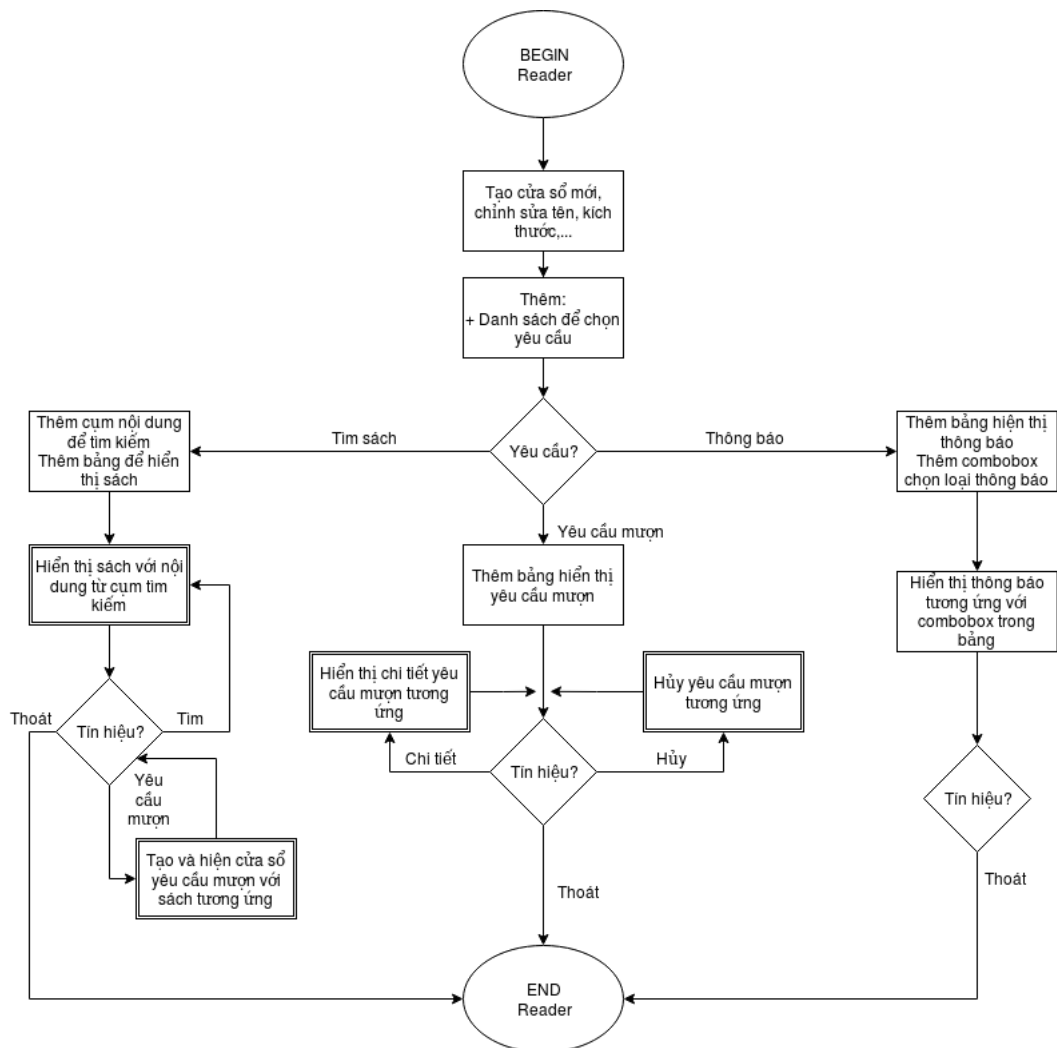 BEGIN
Reader
Tạo cửa sổ mới,
chỉnh sửa tên, kích
thước,...
Thêm:
+ Danh sách để chọn
yêu cầu
Yêu cầu?
Tìm sách
Thông báo
Yêu cầu mượn
Thêm cụm nội dung
để tìm kiếm
Thêm bảng để hiển
thị sách
Hiển thị sách với nội
dung từ cụm tìm
kiếm
Tín hiệu?
Thoát
Tìm
Yêu
cầu
mượn
Tạo và hiện cửa sổ
yêu cầu mượn với
sách tương ứng
Thêm bảng hiển thị
yêu cầu mượn
Hiển thị chi tiết yêu
cầu mượn tương
ứng
Hủy yêu cầu mượn
tương ứng
Chi tiết
Tín hiệu?
Hủy
Thoát
Thêm bảng hiện thị
thông báo
Thêm combobox
chọn loại thông báo
Hiển thị thông báo
tương ứng với
combobox trong
bảng
Tín hiệu?
Thoát
END
Reader